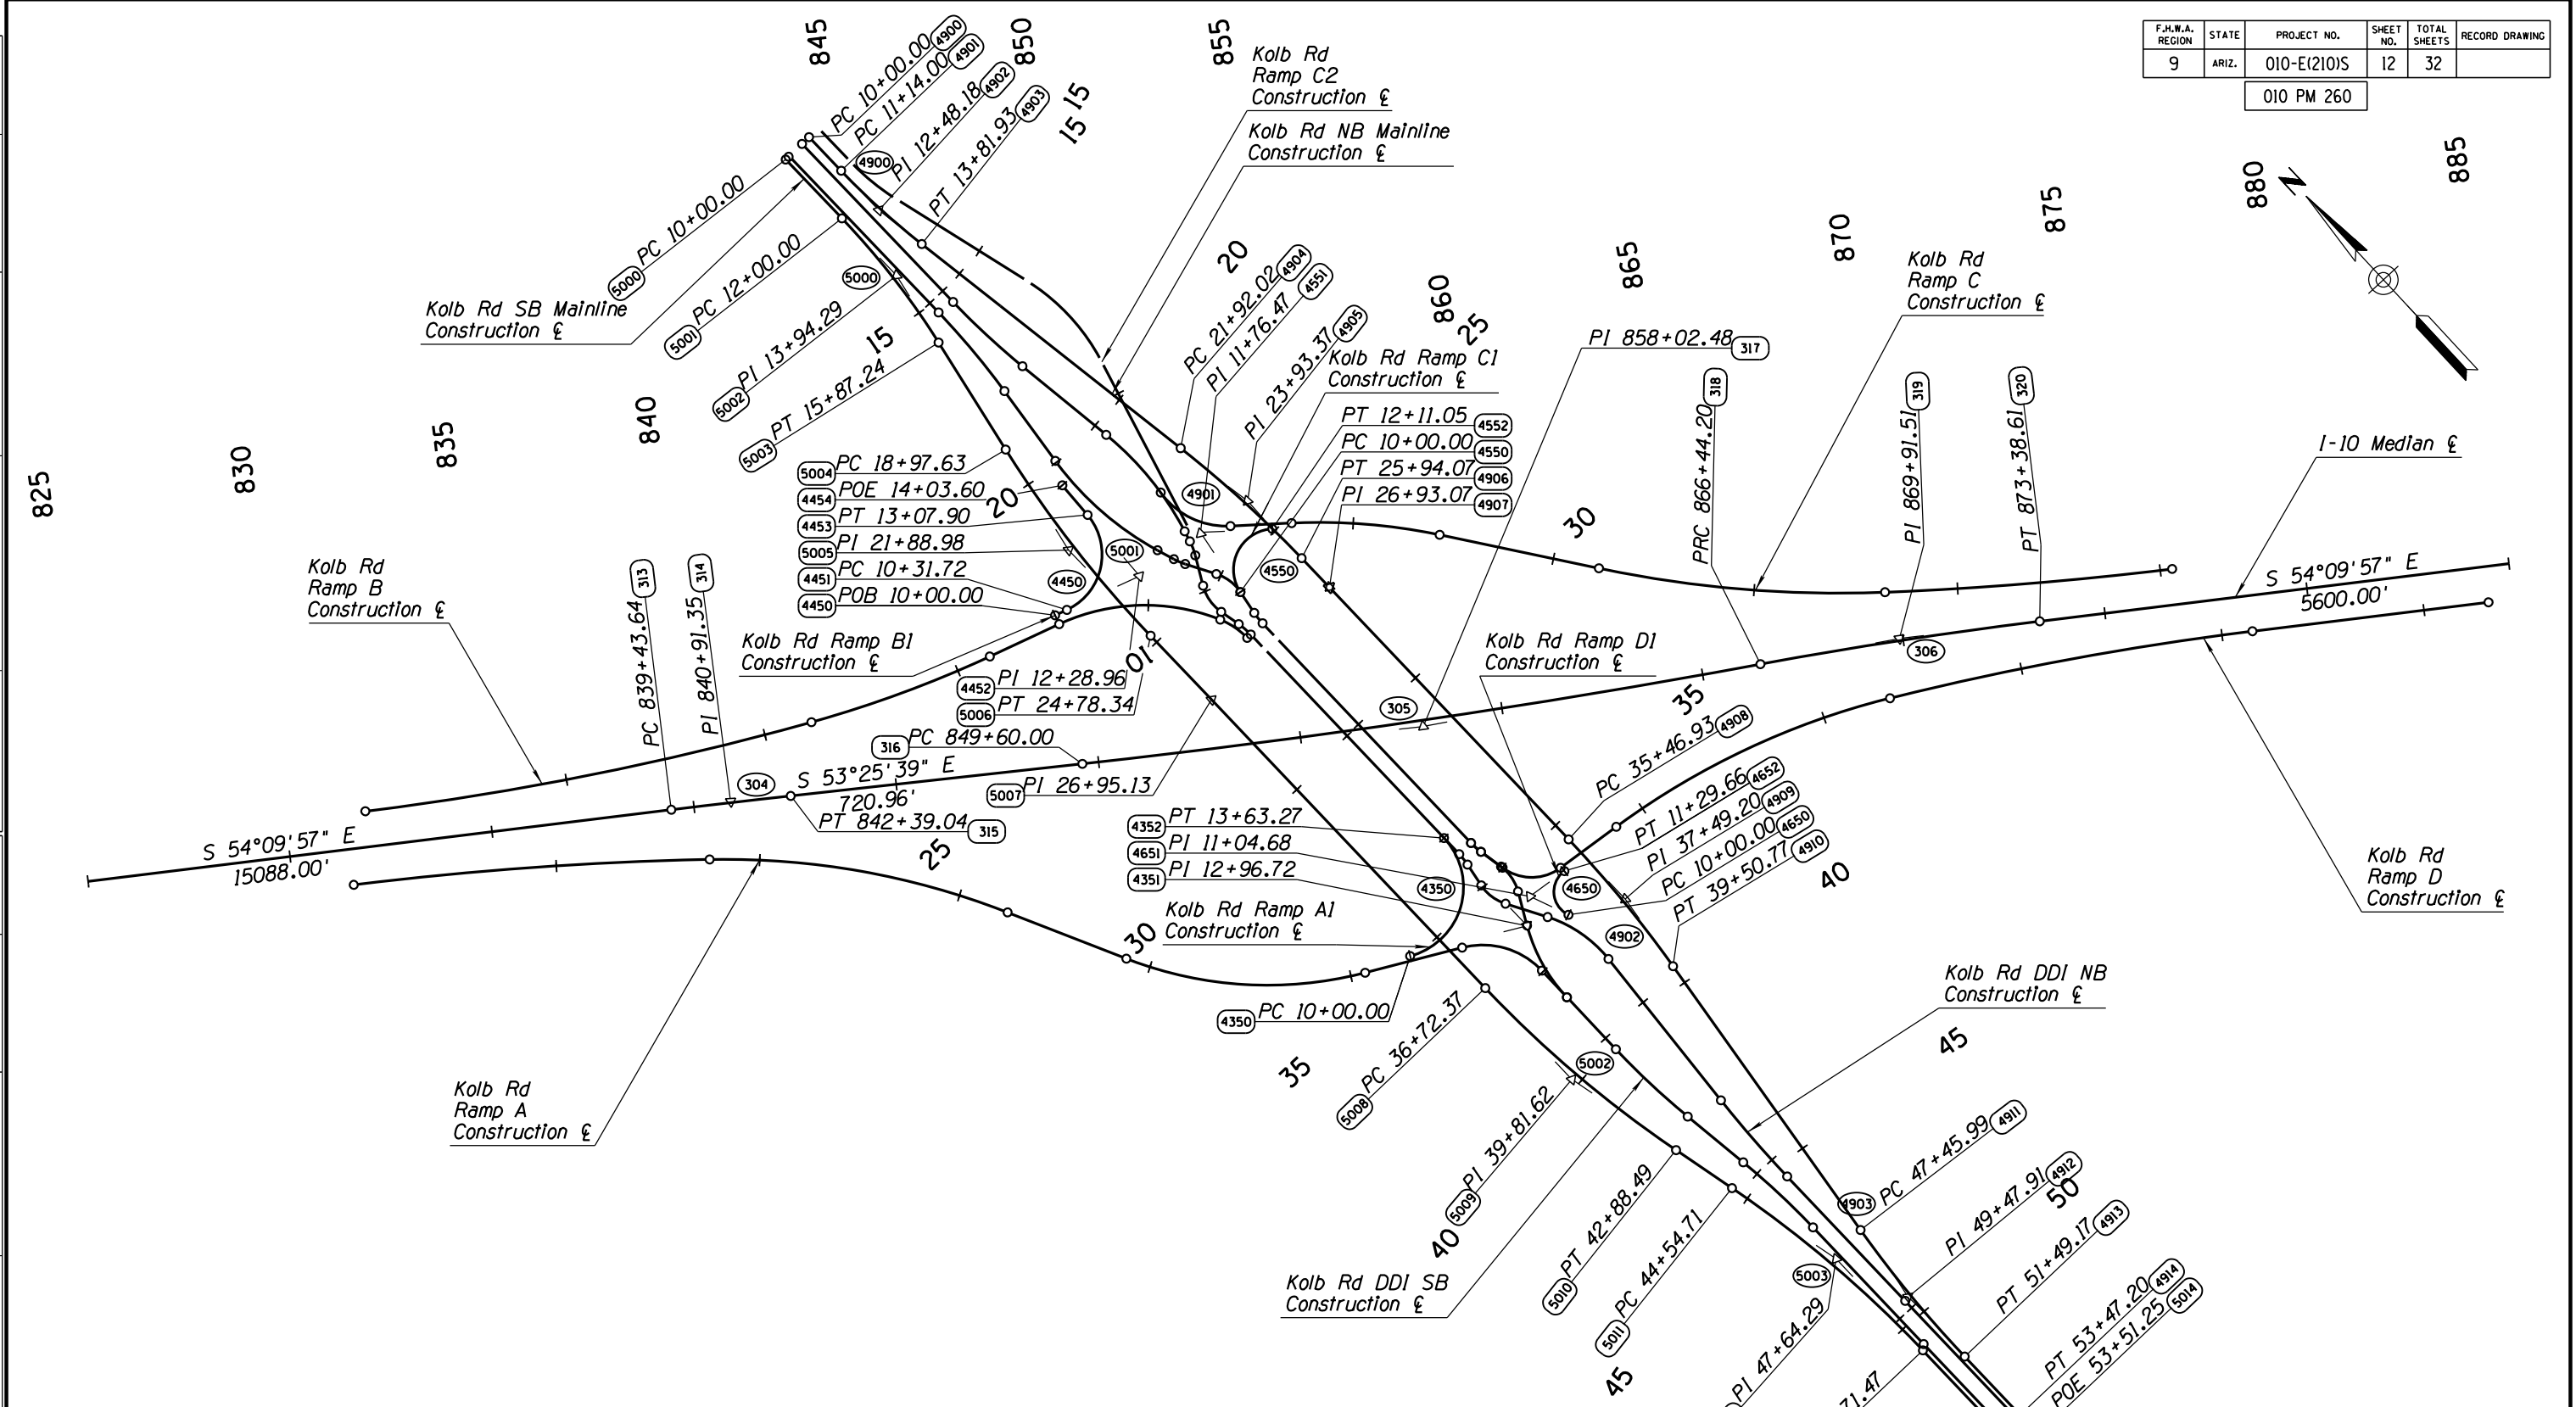 F.H.W.A. REGION STATE PROJECT NO. SHEET NO. TOTAL SHEETS RECORD DRAWING
9 ARIZ. 010-E(210)S 12 32
010 PM 260
845
850
855
PC 10+00.00 4900
PC 11+14.00 4901
PI 12+48.18 4902
PT 13+81.93 4903
4900
15
15
Kolb Rd
Ramp C2
Construction ℄
Kolb Rd NB Mainline
Construction ℄
885
880
875
870
865
860
N
5000 PC 10+00.00
5001 PC 12+00.00
5000
Kolb Rd SB Mainline
Construction ℄
5002 PI 13+94.29
5003 PT 15+87.24
15
20
PC 21+92.02 4904
PI 11+76.47 4551
PI 23+93.37 4905
25
Kolb Rd Ramp C1
Construction ℄
PI 858+02.48 317
Kolb Rd
Ramp C
Construction ℄
PT 12+11.05 4552
PC 10+00.00 4550
PT 25+94.07 4906
PI 26+93.07 4907
PRC 866+44.20 318
PI 869+91.51 319
PT 873+38.61 320
I-10 Median ℄
825
830
835
840
5004 PC 18+97.63
4454 POE 14+03.60
4453 PT 13+07.90
5005 PI 21+88.98
4451 PC 10+31.72
4450 POB 10+00.00
20
4901
5001
4450
4550
30
Kolb Rd
Ramp B
Construction ℄
PC 839+43.64 313
PI 840+91.35 314
Kolb Rd Ramp B1
Construction ℄
10
4452 PI 12+28.96
5006 PT 24+78.34
316 PC 849+60.00
5007 PI 26+95.13
Kolb Rd Ramp D1
Construction ℄
S 54°09'57" E
5600.00'
306
305
35
304
S 53°25'39" E
720.96'
PT 842+39.04 315
S 54°09'57" E
15088.00'
25
PC 35+46.93 4908
PT 11+29.66 4652
PI 37+49.20 4909
PC 10+00.00 4650
PT 39+50.77 4910
40
4352 PT 13+63.27
4651 PI 11+04.68
4351 PI 12+96.72
4350
4650
4902
Kolb Rd Ramp A1
Construction ℄
30
4350 PC 10+00.00
Kolb Rd
Ramp D
Construction ℄
Kolb Rd DDI NB
Construction ℄
45
35
5008 PC 36+72.37
5002
Kolb Rd
Ramp A
Construction ℄
5009 PI 39+81.62
40
5010 PT 42+88.49
5011 PC 44+54.71
Kolb Rd DDI SB
Construction ℄
4903
PC 47+45.99 4911
PI 49+47.91 4912
50
PT 51+49.17 4913
5003
PI 47+64.29
45
PT 53+47.20 4914
POE 53+51.25 5014
71.47